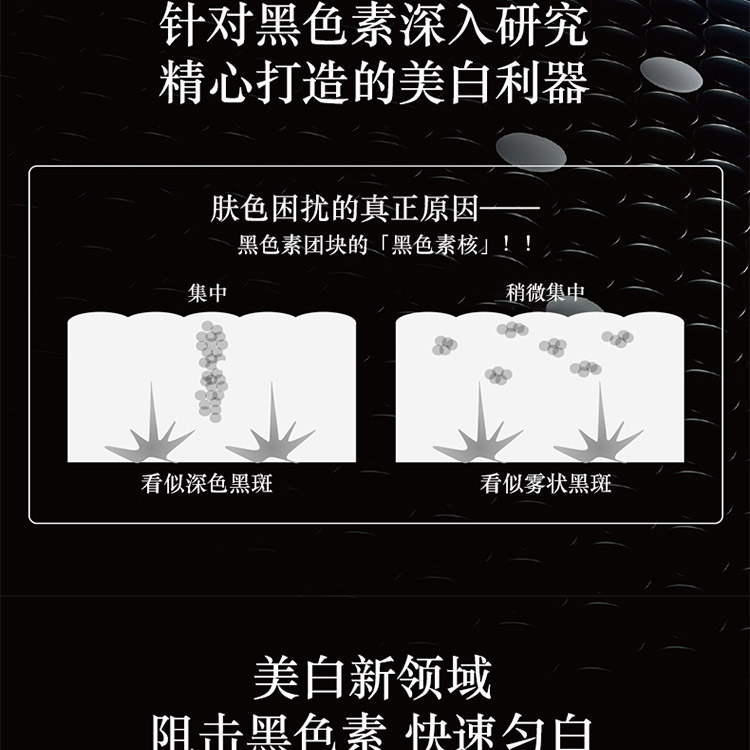 针对黑色素深入研究
精心打造的美白利器
肤色困扰的真正原因——
黑色素团块的「黑色素核」！！
集中
稍微集中
看似深色黑斑
看似雾状黑斑
美白新领域
阻击黑色素 快速匀白